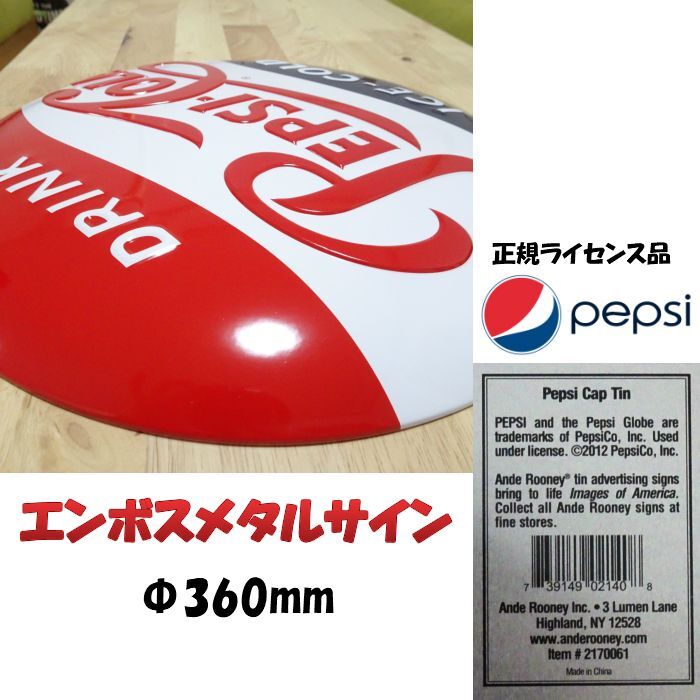 ICE-COLD
PEPSI-COLA
DRINK
®
正規ライセンス品
pepsi
エンボスメタルサイン
Φ360mm
Pepsi Cap Tin
PEPSI and the Pepsi Globe are
trademarks of PepsiCo, Inc. Used
under license. ©2012 PepsiCo, Inc.
Ande Rooney® tin advertising signs
bring to life Images of America.
Collect all Ande Rooney signs at
fine stores.
7 39149 02140 8
Ande Rooney Inc. • 3 Lumen Lane
Highland, NY 12528
www.anderooney.com
Item # 2170061
Made in China